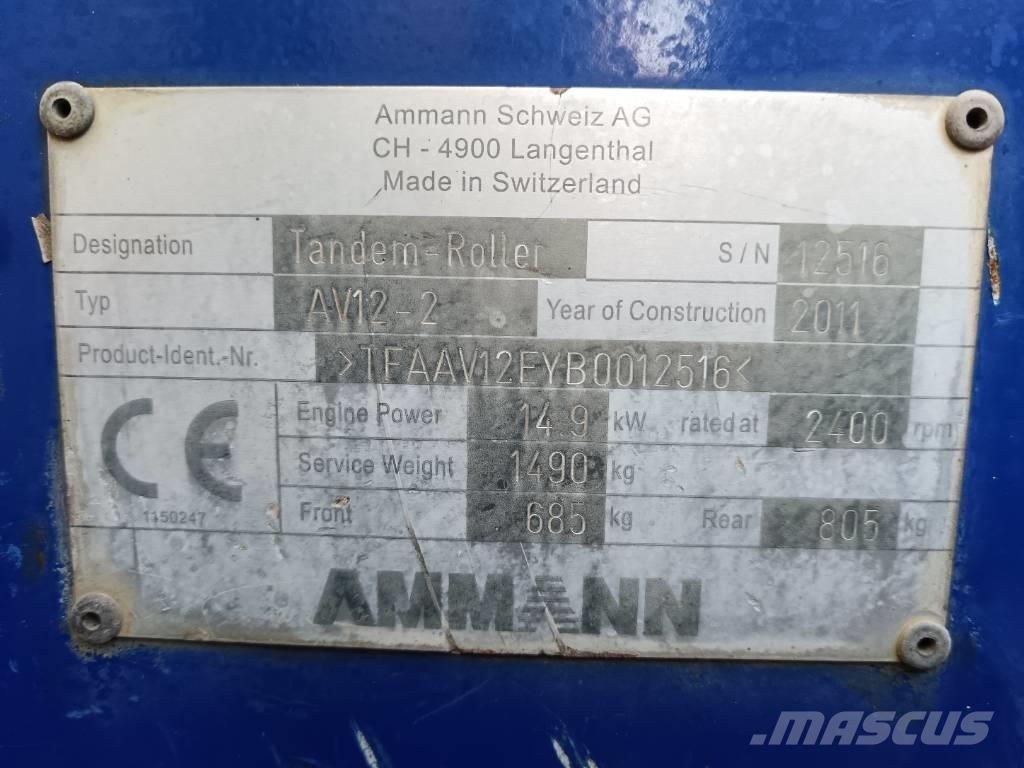 Ammann Schweiz AG
CH - 4900 Langenthal
Made in Switzerland
Designation Tandem-Roller S / N 12516
Typ AV12-2 Year of Construction 2011
Product-Ident.-Nr. >TFAAV12EYB0012516<
CE Engine Power 14.9 kW rated at 2400 rpm
Service Weight 1490 kg
1150247 Front 685 kg Rear 805 kg
AMMANN
MASCUS